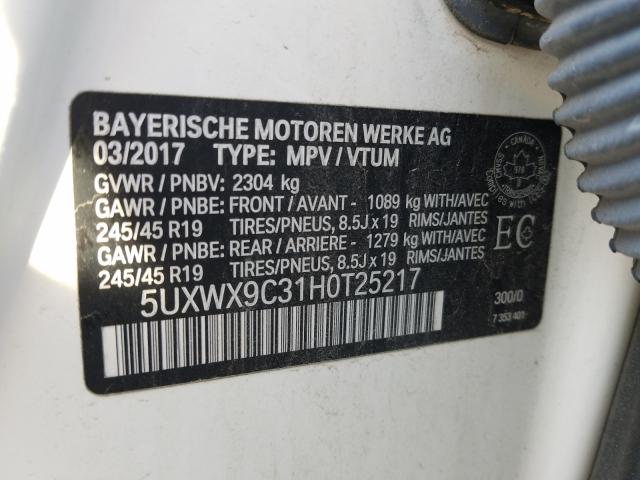 BAYERISCHE MOTOREN WERKE AG
03/2017 TYPE: MPV / VTUM
GVWR / PNBV: 2304 kg
GAWR / PNBE: FRONT / AVANT - 1089 kg WITH/AVEC
245/45 R19 TIRES/PNEUS, 8.5J x 19 RIMS/JANTES
GAWR / PNBE: REAR / ARRIERE - 1279 kg WITH/AVEC
245/45 R19 TIRES/PNEUS, 8.5J x 19 RIMS/JANTES
5UXWX9C31H0T25217
CANADA
EC
300/0
7 353 401